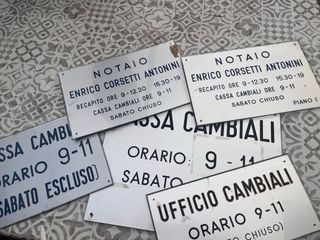 NOTAIO
ENRICO CORSETTI ANTONINI
RECAPITO ORE 9-12.30 15.30-19
CASSA CAMBIALI ORE 9-11
SABATO CHIUSO
NOTAIO
ENRICO CORSETTI ANTONINI
RECAPITO ORE 9-12.30 15.30-19
CASSA CAMBIALI ORE 9-11
SABATO CHIUSO PIANO I
SSA CAMBI
ORARIO 9-11
SABATO ESCLUSO)
SSA CAMBIALI
ORARIO: 9-11
SABATO
UFFICIO CAMBIALI
ORARIO 9-11
CHIUSO)